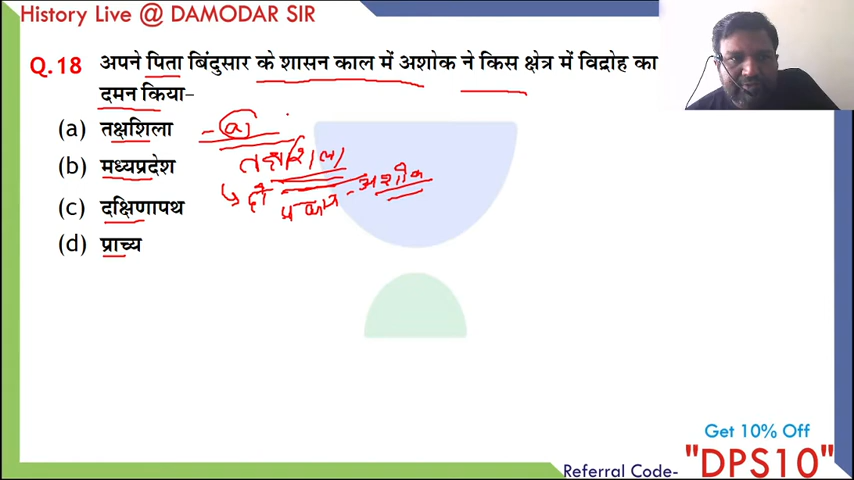 History Live @ DAMODAR SIR
Q.18 अपने पिता बिंदुसार के शासन काल में अशोक ने किस क्षेत्र में विद्रोह का
दमन किया-
(a) तक्षशिला
(b) मध्यप्रदेश
(c) दक्षिणापथ
(d) प्राच्य
- (a)
तक्षशिला
अशोक
Get 10% Off
Referral Code- "DPS10"